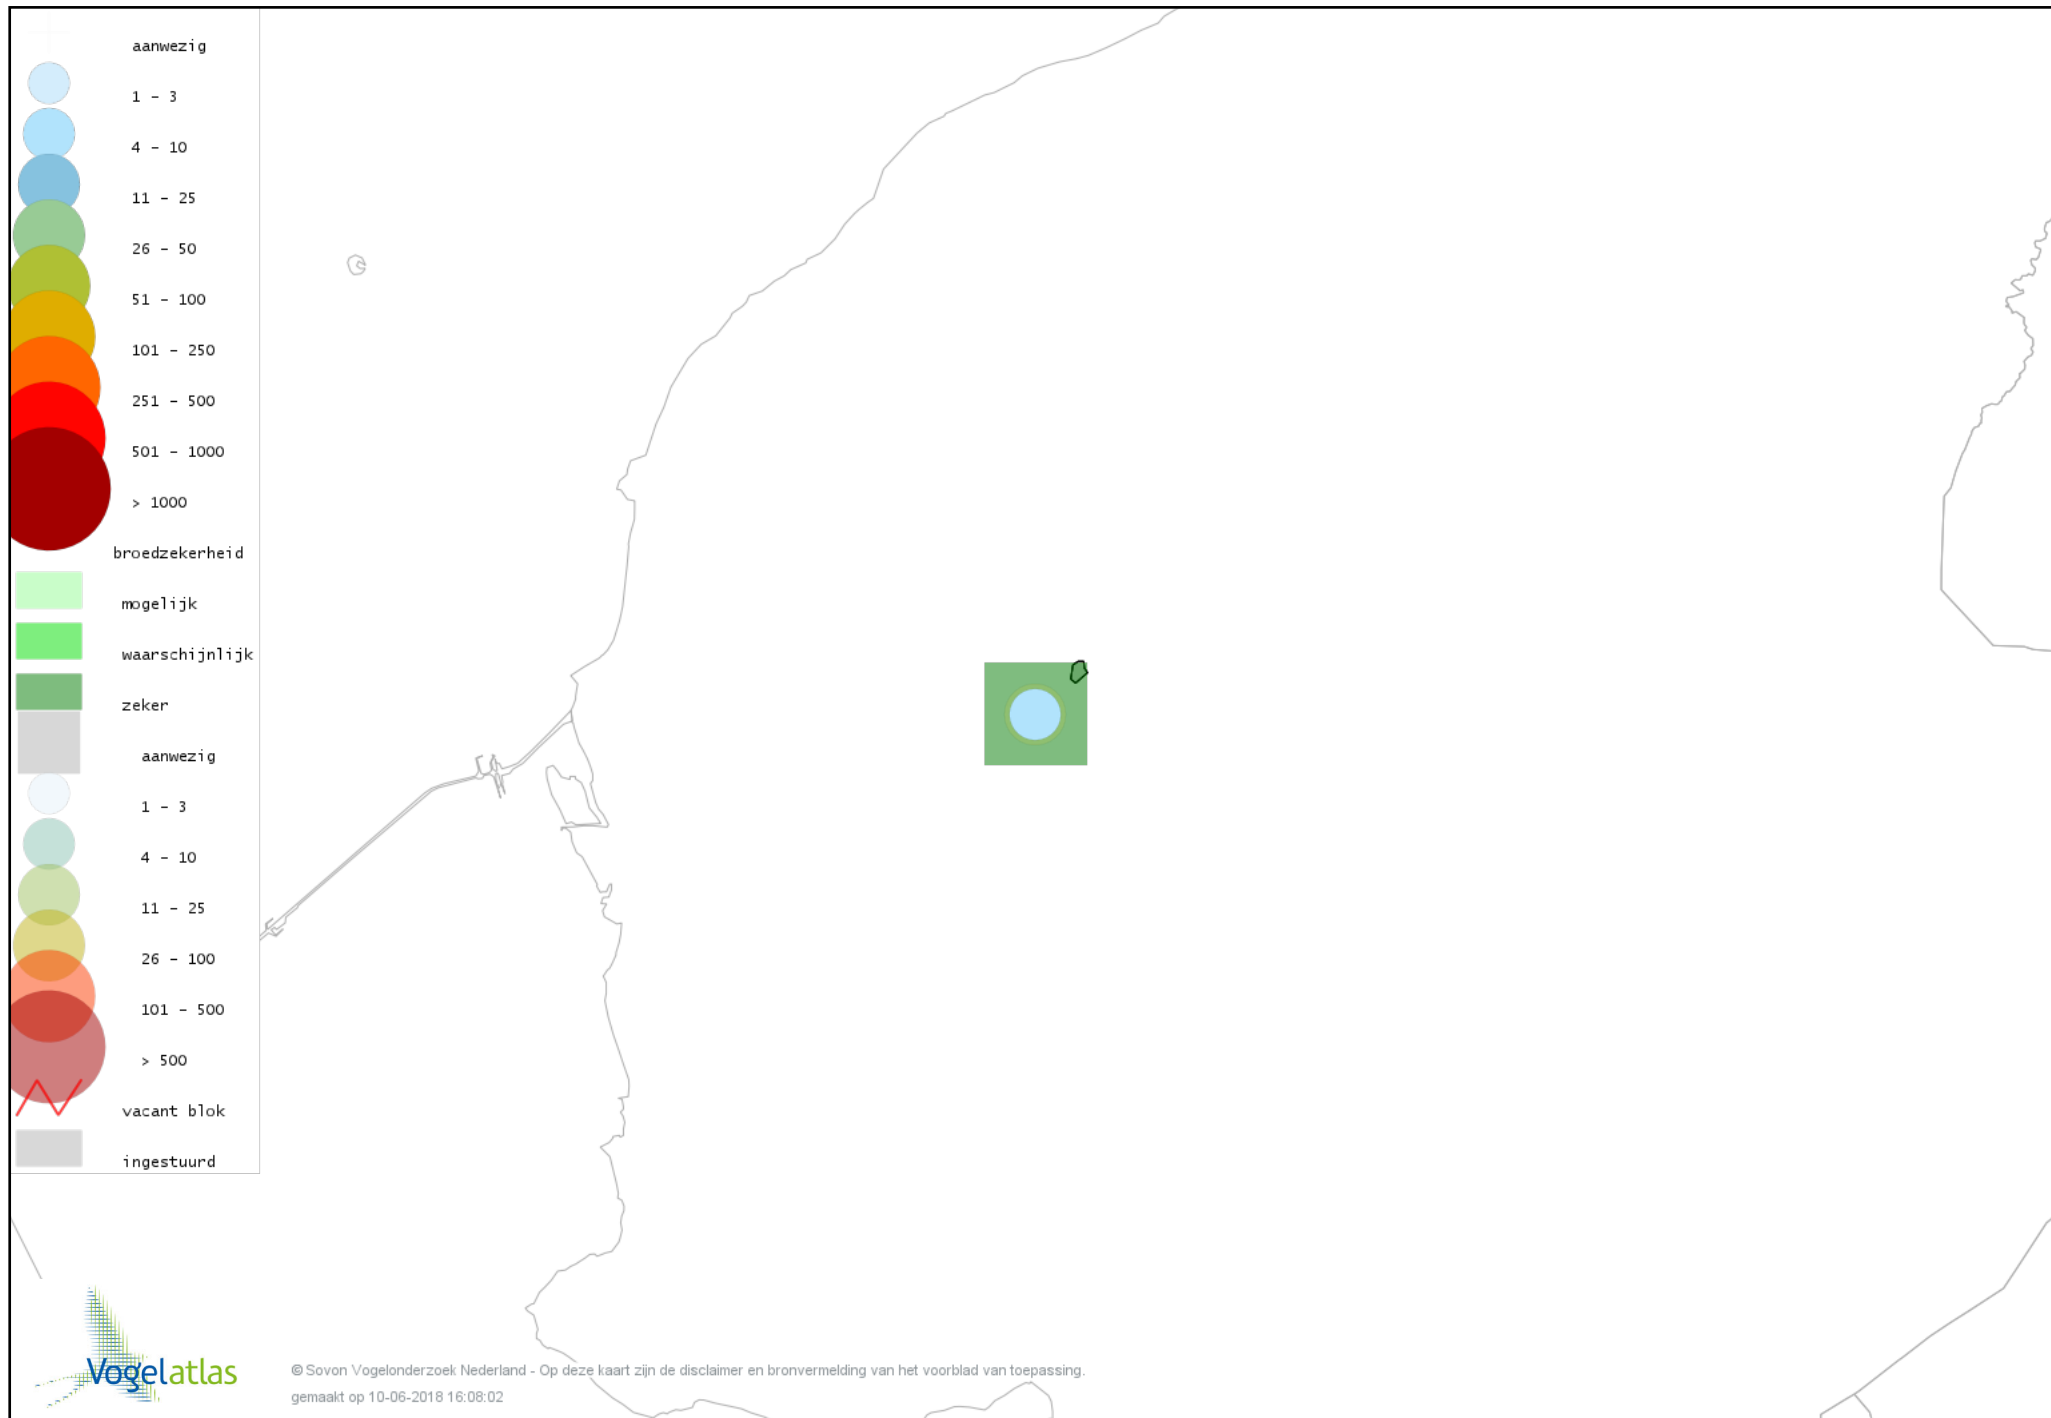 aanwezig
1 - 3
4 - 10
11 - 25
26 - 50
51 - 100
101 - 250
251 - 500
501 - 1000
> 1000
broedzekerheid
mogelijk
waarschijnlijk
zeker
aanwezig
1 - 3
4 - 10
11 - 25
26 - 100
101 - 500
> 500
vacant blok
ingestuurd
Vogelatlas
© Sovon Vogelonderzoek Nederland - Op deze kaart zijn de disclaimer en bronvermelding van het voorblad van toepassing.
gemaakt op 10-06-2018 16:08:02